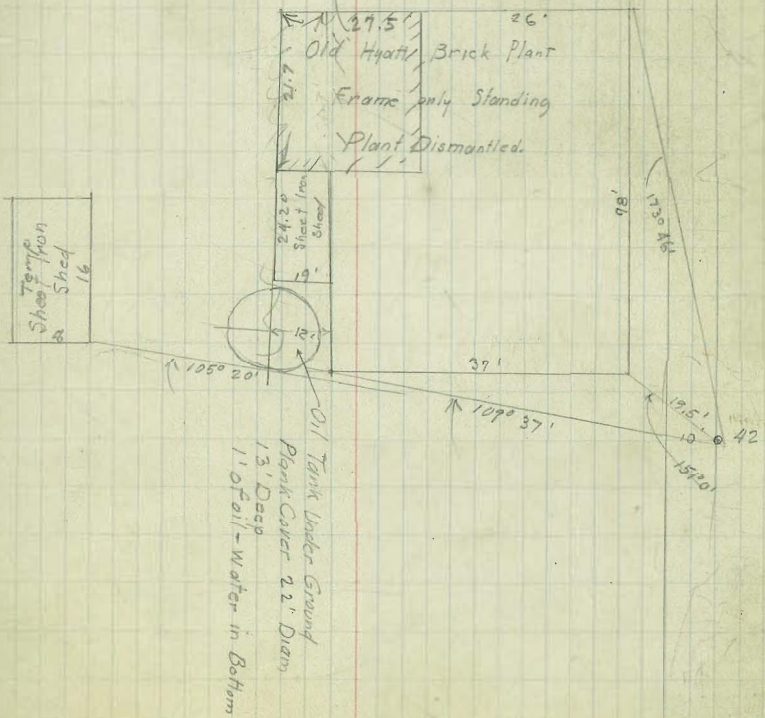 27.5'
26'
Old Hyatt Brick Plant
Frame only Standing
Plant Dismantled.
24.20
Sheet Iron
Shed
19'
98'
173° 46'
Temp
Sheet Iron
Shed
16
12'
37'
105° 20'
109° 37'
19.5'
42
Oil Tank Under Ground
Plank Cover 22' Diam
13' Deep
1' of oil - Water in Bottom